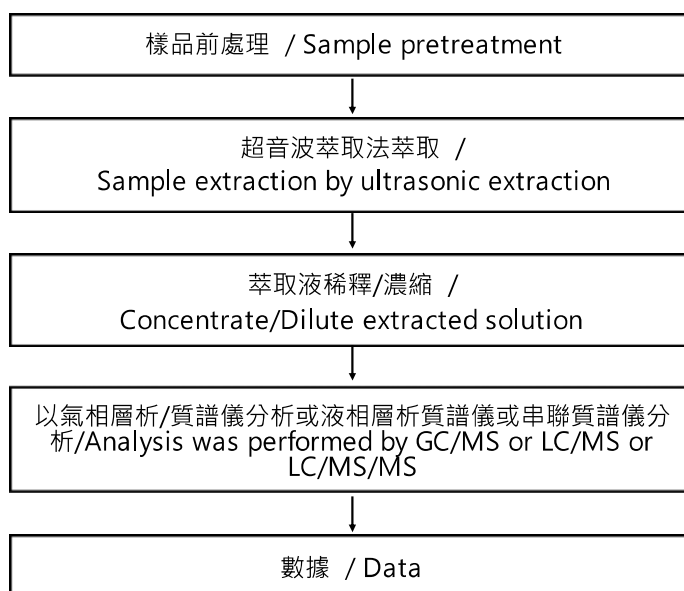 樣品前處理 / Sample pretreatment
超音波萃取法萃取 /
Sample extraction by ultrasonic extraction
萃取液稀釋/濃縮 /
Concentrate/Dilute extracted solution
以氣相層析/質譜儀分析或液相層析質譜儀或串聯質譜儀分
析/Analysis was performed by GC/MS or LC/MS or
LC/MS/MS
數據 / Data